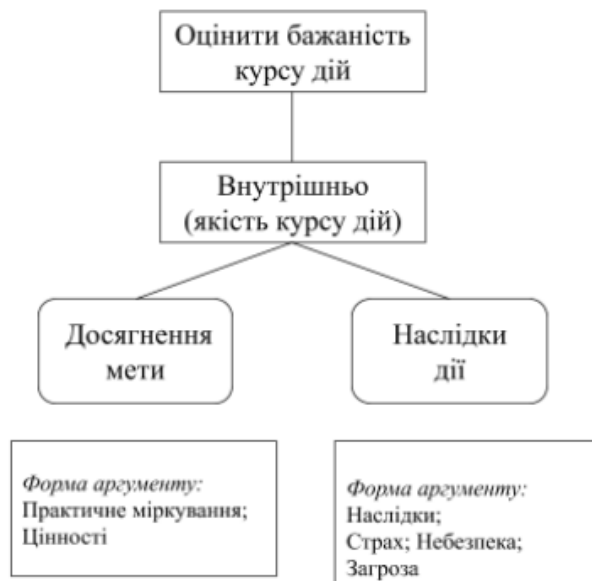 Оцінити бажаність
курсу дій
Внутрішньо
(якість курсу дій)
Досягнення
мети
Наслідки
дії
Форма аргументу:
Практичне міркування;
Цінності
Форма аргументу:
Наслідки;
Страх; Небезпека;
Загроза